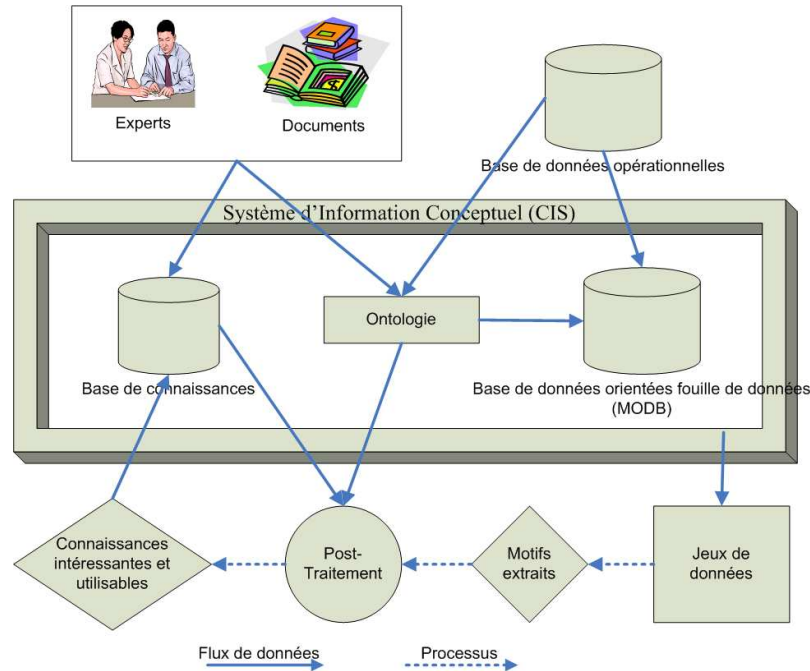 Experts
Documents
Base de données opérationnelles
Système d'Information Conceptuel (CIS)
Ontologie
Base de connaissances
Base de données orientées fouille de données
(MODB)
Connaissances
intéressantes et
utilisables
Post-
Traitement
Motifs
extraits
Jeux de
données
Flux de données
Processus